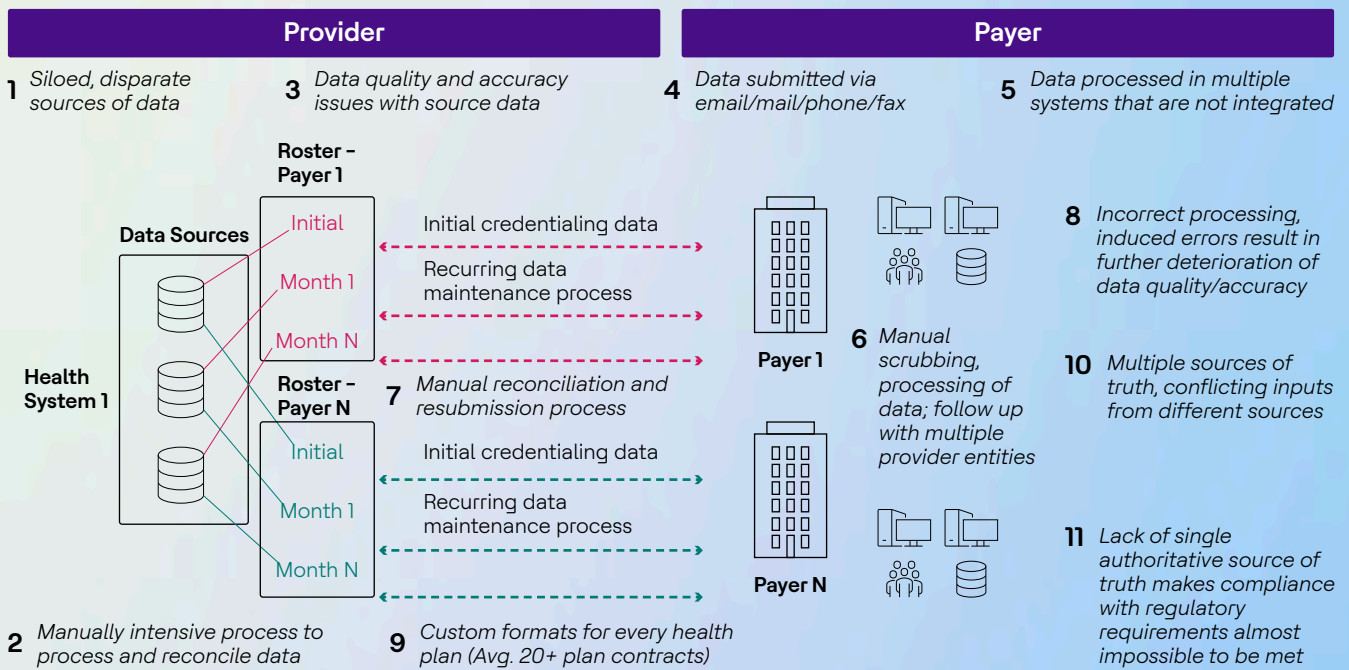 Provider
Payer
1 Siloed, disparate
sources of data
3 Data quality and accuracy
issues with source data
4 Data submitted via
email/mail/phone/fax
5 Data processed in multiple
systems that are not integrated
Roster –
Payer 1
Initial
Month 1
Month N
Data Sources
Health
System 1
Initial credentialing data
Recurring data
maintenance process
Payer 1
8 Incorrect processing,
induced errors result in
further deterioration of
data quality/accuracy
6 Manual
scrubbing,
processing of
data; follow up
with multiple
provider entities
10 Multiple sources of
truth, conflicting inputs
from different sources
Roster –
Payer N
7 Manual reconciliation and
resubmission process
Initial
Month 1
Month N
Initial credentialing data
Recurring data
maintenance process
Payer N
11 Lack of single
authoritative source of
truth makes compliance
with regulatory
requirements almost
impossible to be met
2 Manually intensive process to
process and reconcile data
9 Custom formats for every health
plan (Avg. 20+ plan contracts)